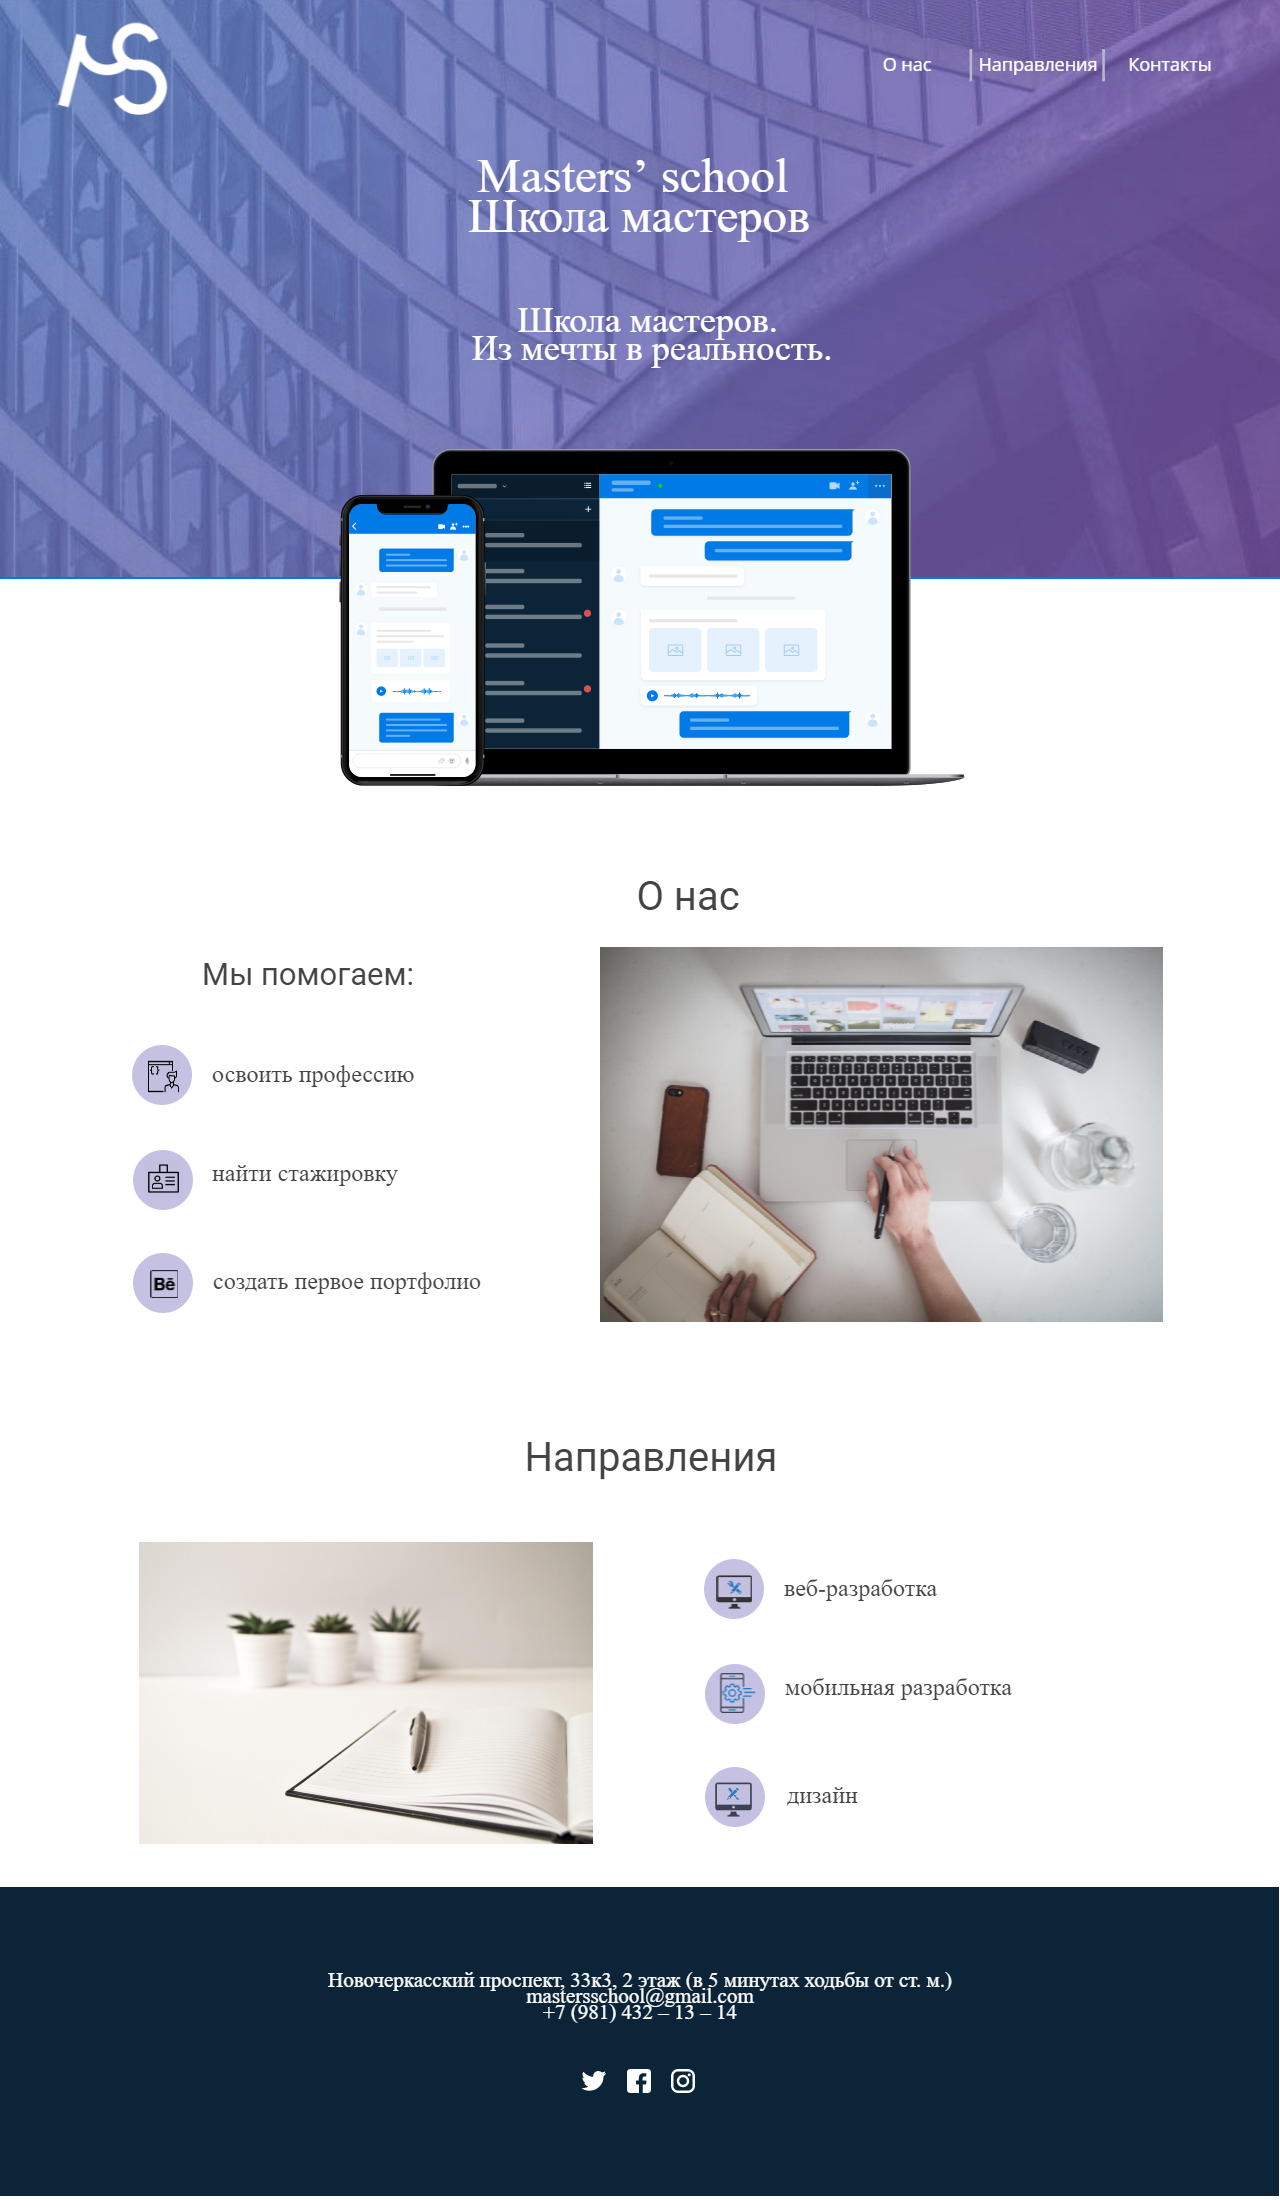 MS
О нас
Направления
Контакты
Masters’ school
Школа мастеров
Школа мастеров.
Из мечты в реальность.
О нас
Мы помогаем:
{}
освоить профессию
найти стажировку
Bē
создать первое портфолио
Направления
веб-разработка
мобильная разработка
дизайн
Новочеркасский проспект, 33к3, 2 этаж (в 5 минутах ходьбы от ст. м.)
mastersschool@gmail.com
+7 (981) 432 – 13 – 14